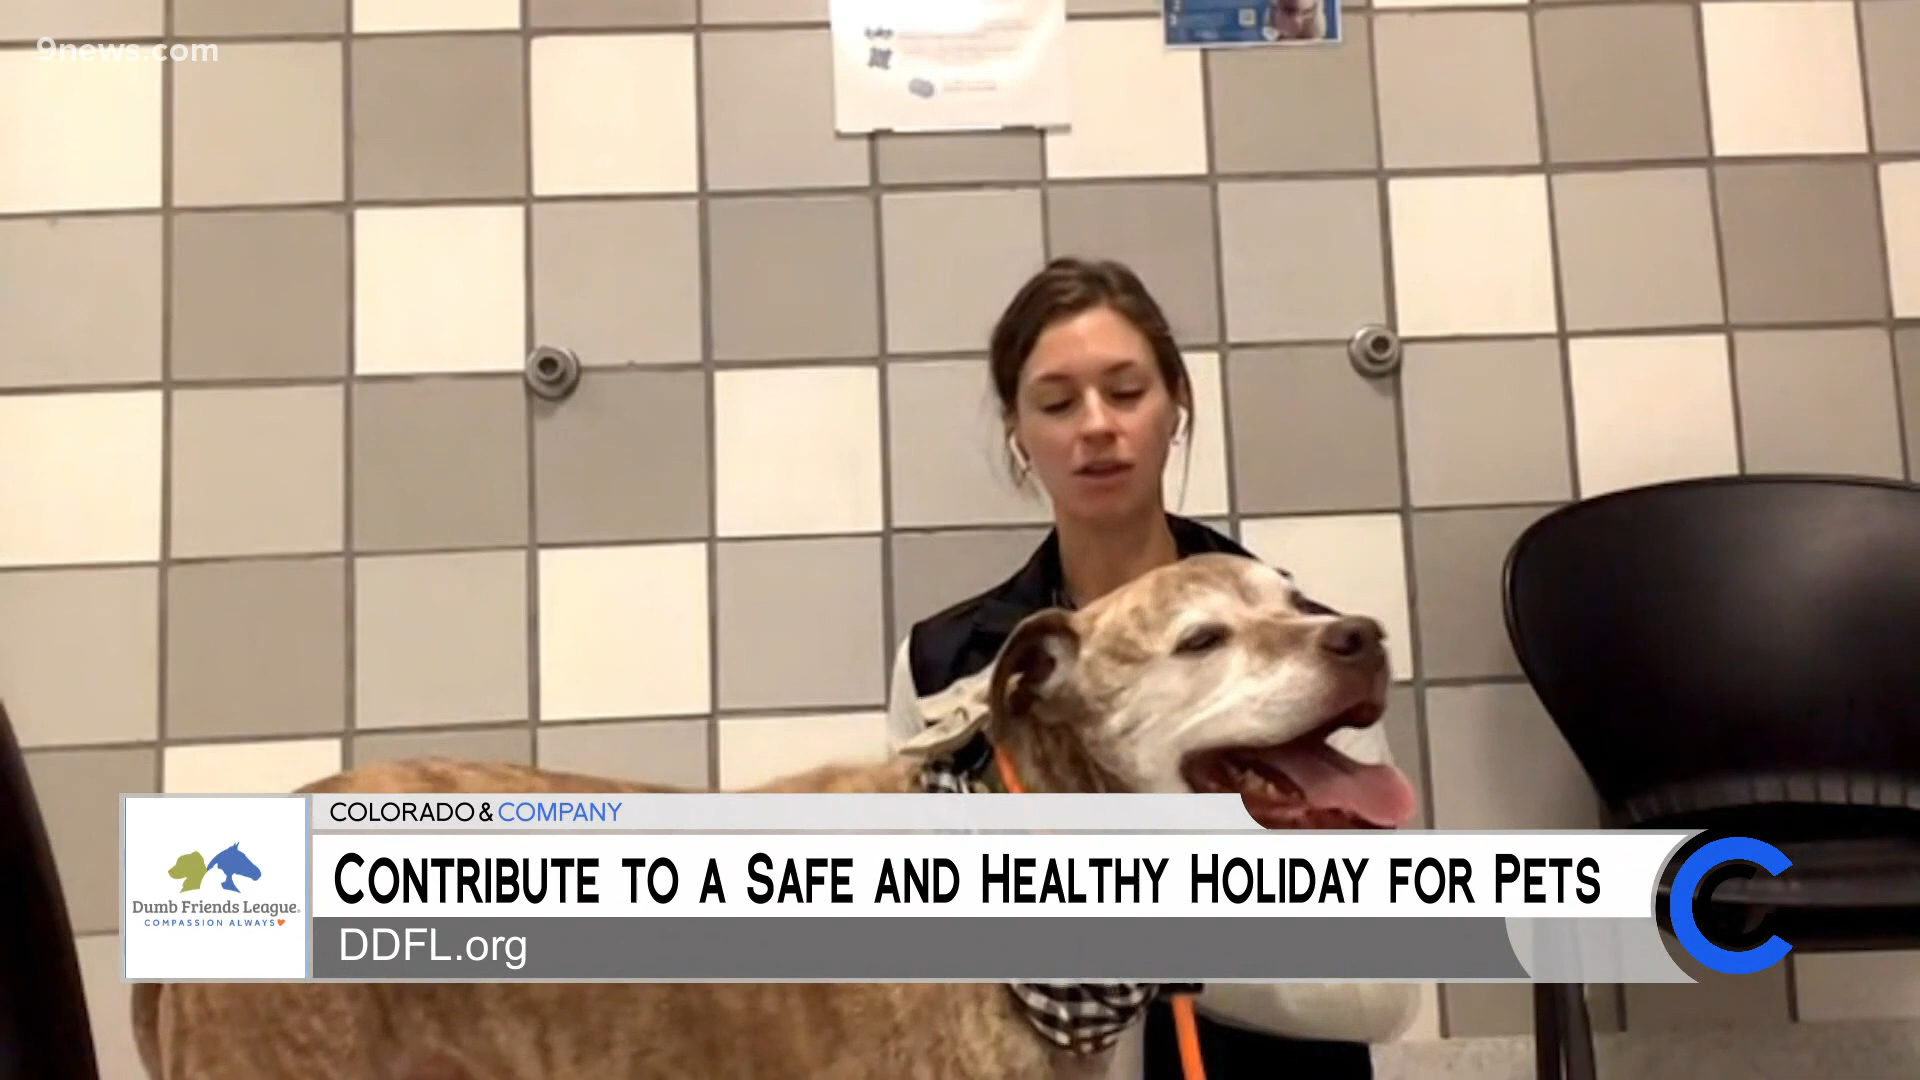 9news.com
COLORADO & COMPANY
CONTRIBUTE TO A SAFE AND HEALTHY HOLIDAY FOR PETS
Dumb Friends League
COMPASSION ALWAYS
DDFL.org